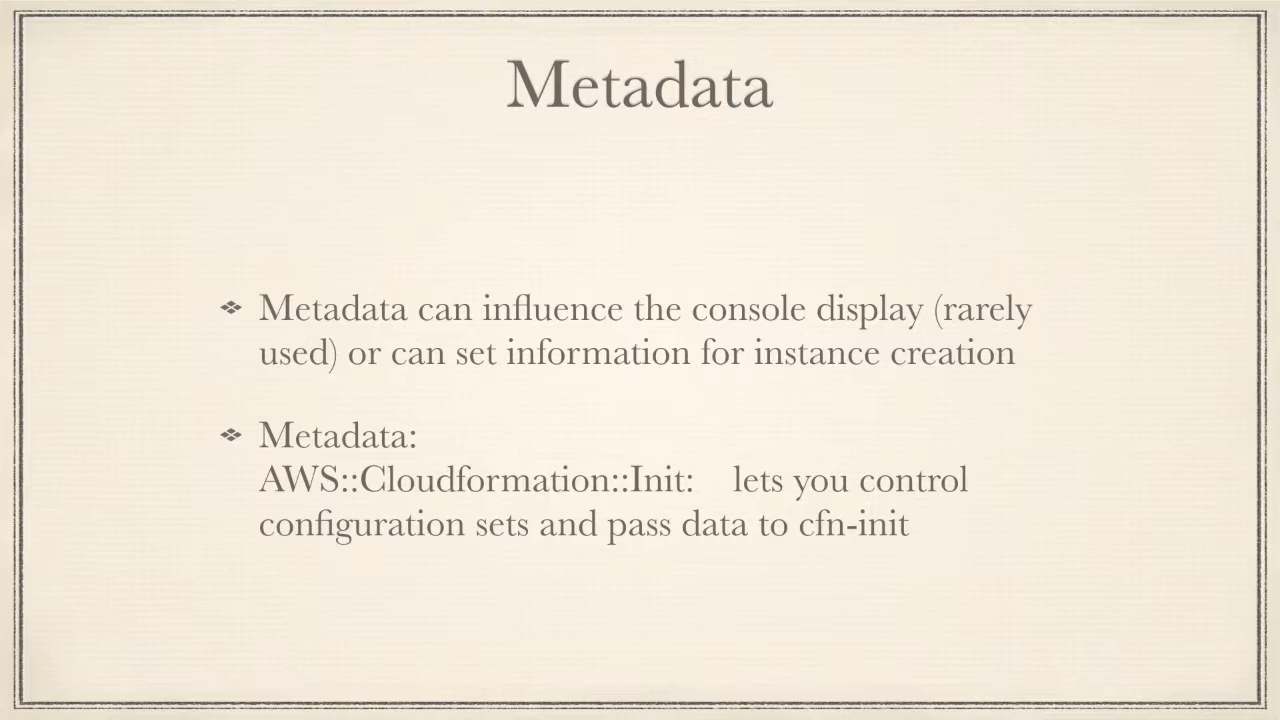 Metadata
Metadata can influence the console display (rarely
used) or can set information for instance creation
Metadata:
AWS::Cloudformation::Init: lets you control
configuration sets and pass data to cfn-init